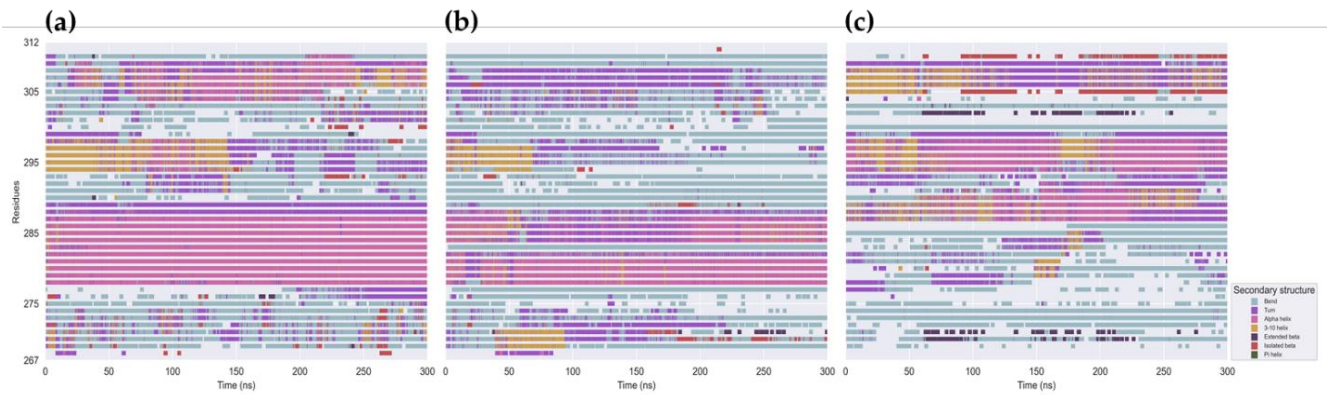 (a) (b) (c)
312
305
295
285
275
267
Residues
0 50 100 150 200 250 300
0 50 100 150 200 250 300
0 50 100 150 200 250 300
Time (ns) Time (ns) Time (ns)
Secondary structure
Bend
Turn
Alpha helix
3-10 helix
Extended beta
Isolated beta
Pi helix